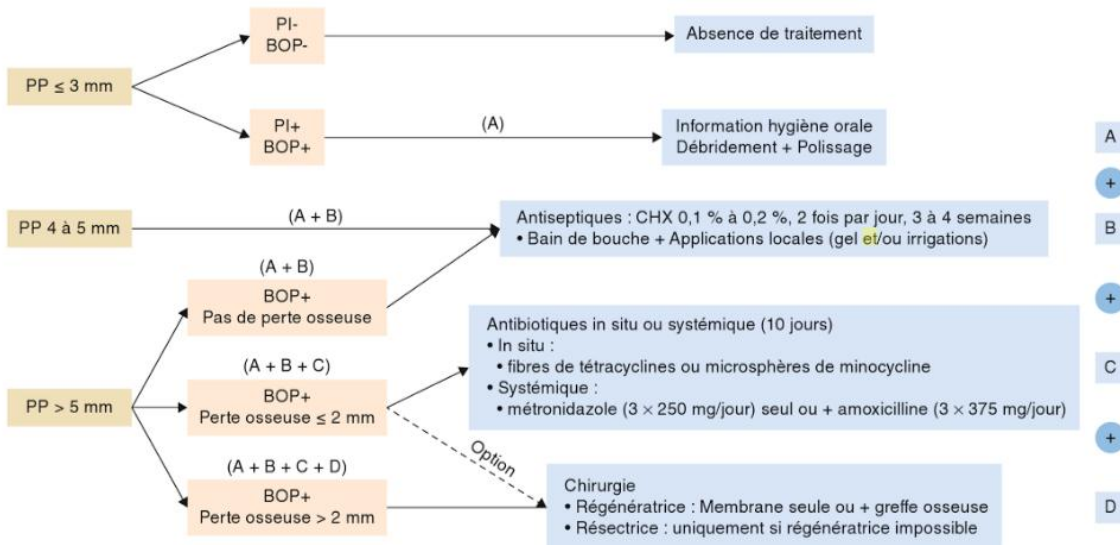 PI-
BOP-
Absence de traitement
PP ≤ 3 mm
(A)
PI+
BOP+
Information hygiène orale
Débridement + Polissage
A
+
PP 4 à 5 mm
(A + B)
Antiseptiques : CHX 0,1 % à 0,2 %, 2 fois par jour, 3 à 4 semaines
• Bain de bouche + Applications locales (gel et/ou irrigations)
B
(A + B)
BOP+
Pas de perte osseuse
+
Antibiotiques in situ ou systémique (10 jours)
• In situ :
• fibres de tétracyclines ou microsphères de minocycline
• Systémique :
• métronidazole (3 × 250 mg/jour) seul ou + amoxicilline (3 × 375 mg/jour)
C
PP > 5 mm
(A + B + C)
BOP+
Perte osseuse ≤ 2 mm
+
Option
(A + B + C + D)
BOP+
Perte osseuse > 2 mm
Chirurgie
• Régénératrice : Membrane seule ou + greffe osseuse
• Résectrice : uniquement si régénératrice impossible
D